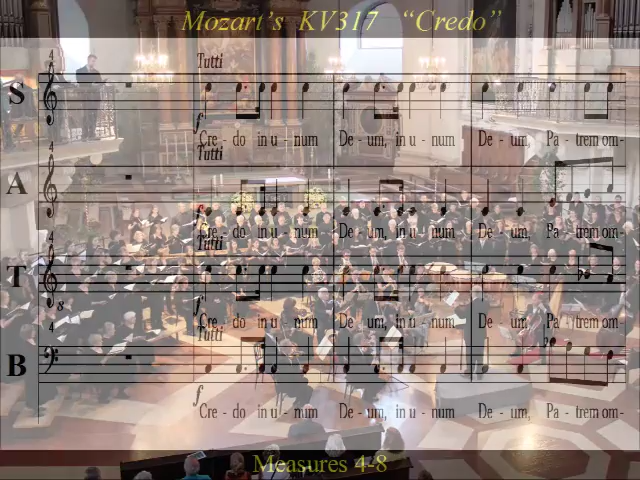 Mozart's KV317 "Credo"
Tutti
S
f
Cre - do in u - num De - um, in u - num De - um, Pa - trem om-
Tutti
A
f
Cre - do in u - num De - um, in u - num De - um, Pa - trem om-
Tutti
T
8
f
Cre - do in u - num De - um, in u - num De - um, Pa - trem om-
Tutti
B
f
Cre - do in u - num De - um, in u - num De - um, Pa - trem om-
Measures 4-8